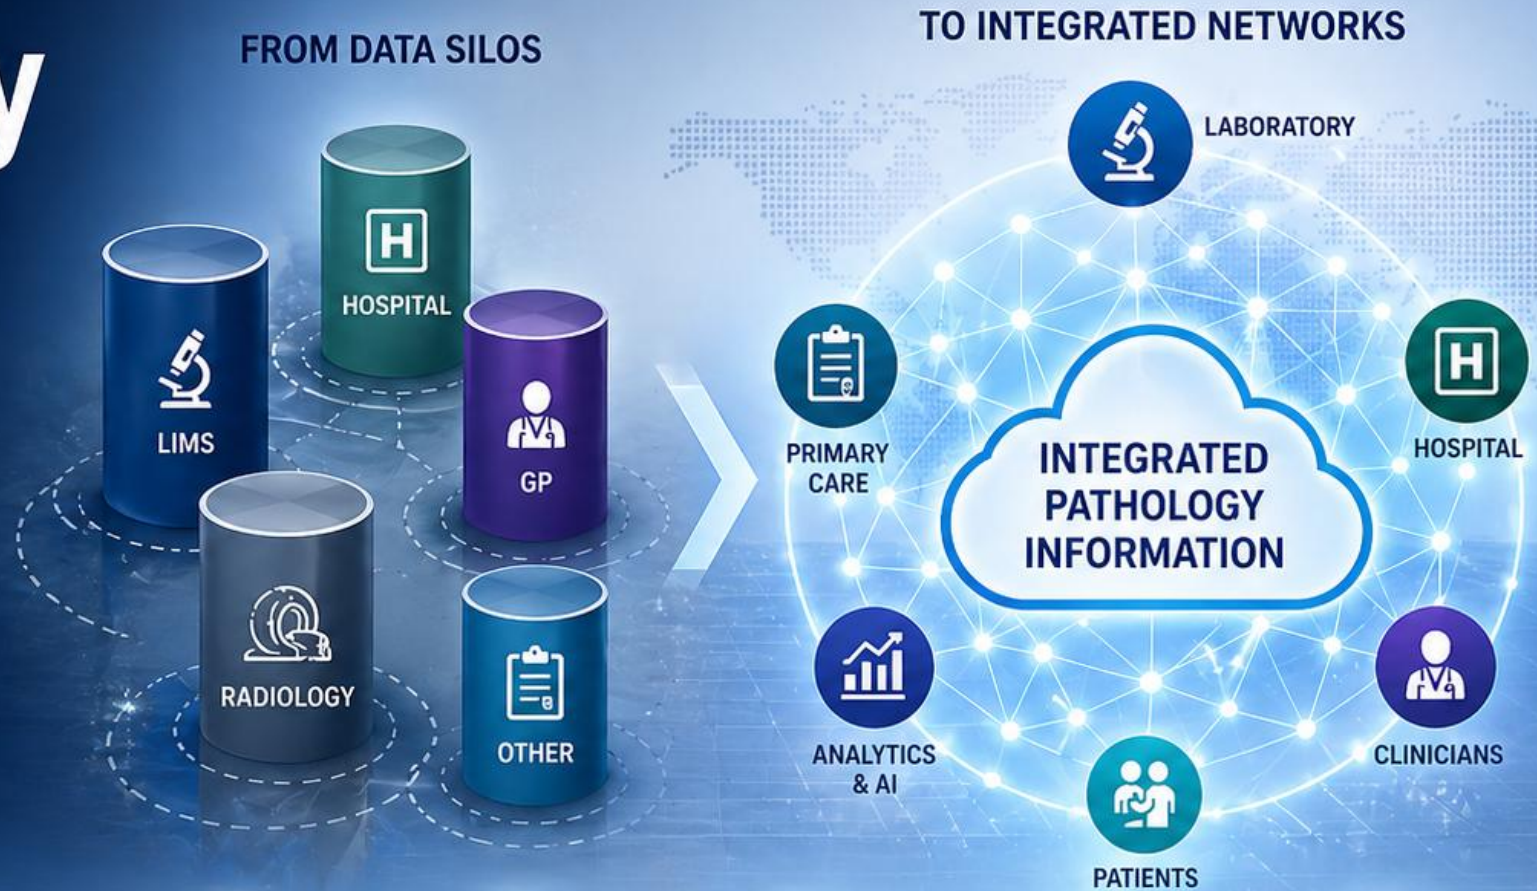 y
FROM DATA SILOS
H
HOSPITAL
LIMS
GP
RADIOLOGY
OTHER
TO INTEGRATED NETWORKS
LABORATORY
PRIMARY
CARE
H
HOSPITAL
INTEGRATED
PATHOLOGY
INFORMATION
ANALYTICS
& AI
CLINICIANS
PATIENTS